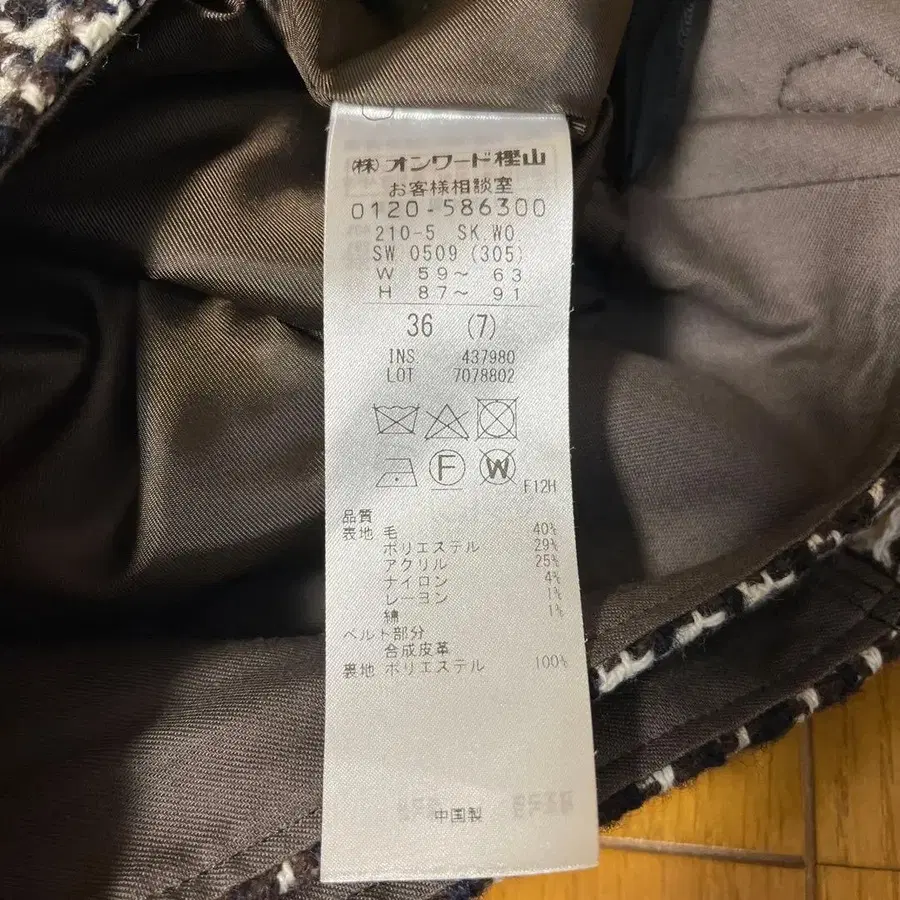 (株)オンワード樫山
お客様相談室
0120-586300
210-5 SK.WO.
SW 0509 (305)
W 59~ 63
H 87~ 91
36 (7)
INS 437980
LOT 7078802
F W
F12H
品質
表地 毛 40%
ポリエステル 29%
アクリル 25%
ナイロン 4%
レーヨン 1%
綿 1%
ベルト部分
合成皮革
裏地 ポリエステル 100%
中国製